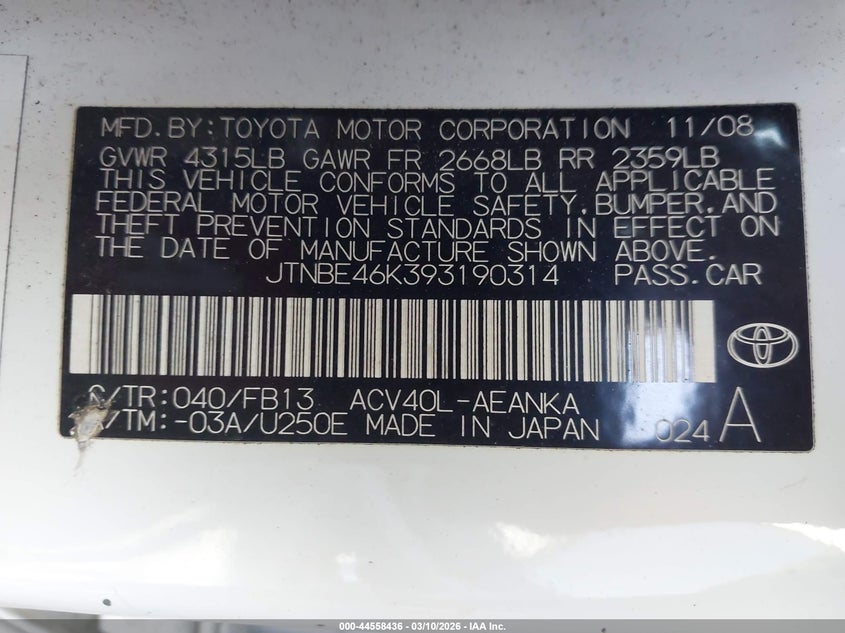 MFD.BY:TOYOTA MOTOR CORPORATION 11/08
GVWR 4315LB GAWR FR 2668LB RR 2359LB
THIS VEHICLE CONFORMS TO ALL APPLICABLE
FEDERAL MOTOR VEHICLE SAFETY,BUMPER,AND
THEFT PREVENTION STANDARDS IN EFFECT ON
THE DATE OF MANUFACTURE SHOWN ABOVE.
JTNBE46K393190314 PASS.CAR
C/TR:040/FB13 ACV40L-AEANKA
/TM:-03A/U250E MADE IN JAPAN 024 A
000-44558436 - 03/10/2026 - IAA Inc.